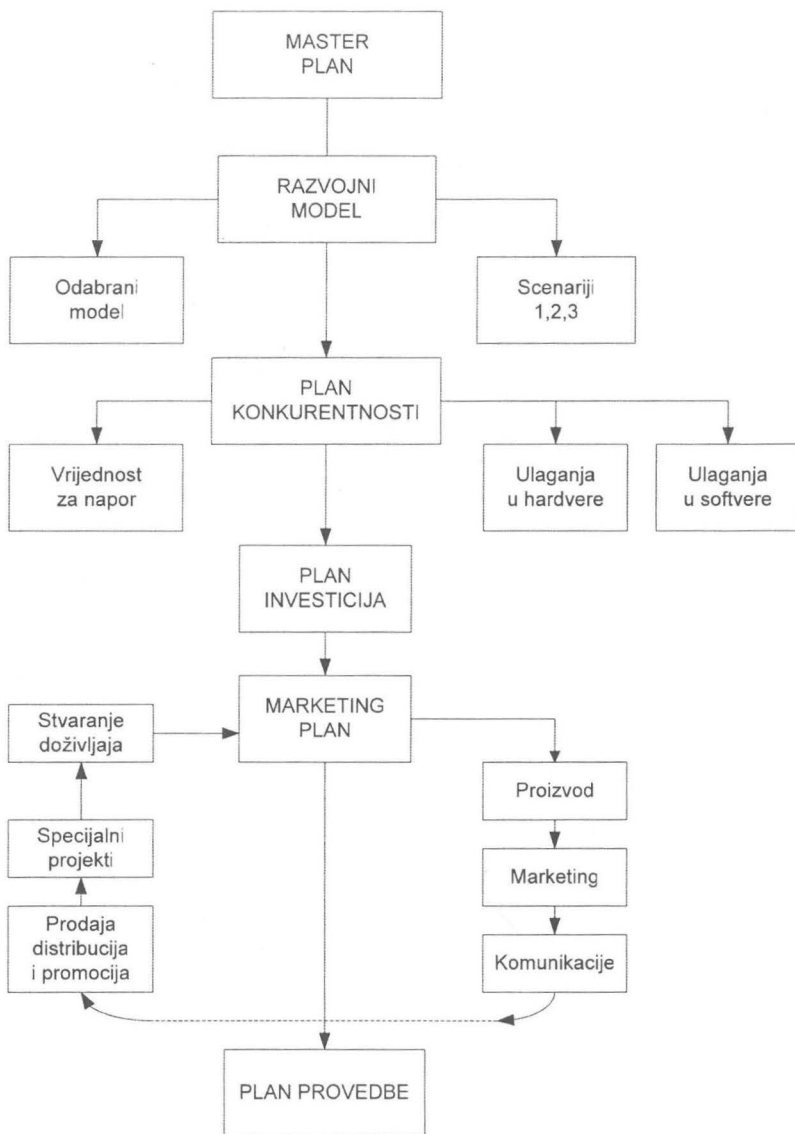 MASTER
PLAN
RAZVOJNI
MODEL
Odabrani
model
Scenariji
1,2,3
PLAN
KONKURENTNOSTI
Vrijednost
za napor
Ulaganja
u hardvere
Ulaganja
u softvere
PLAN
INVESTICIJA
MARKETING
PLAN
Stvaranje
doživljaja
Proizvod
Specijalni
projekti
Marketing
Prodaja
distribucija
i promocija
Komunikacije
PLAN PROVEDBE